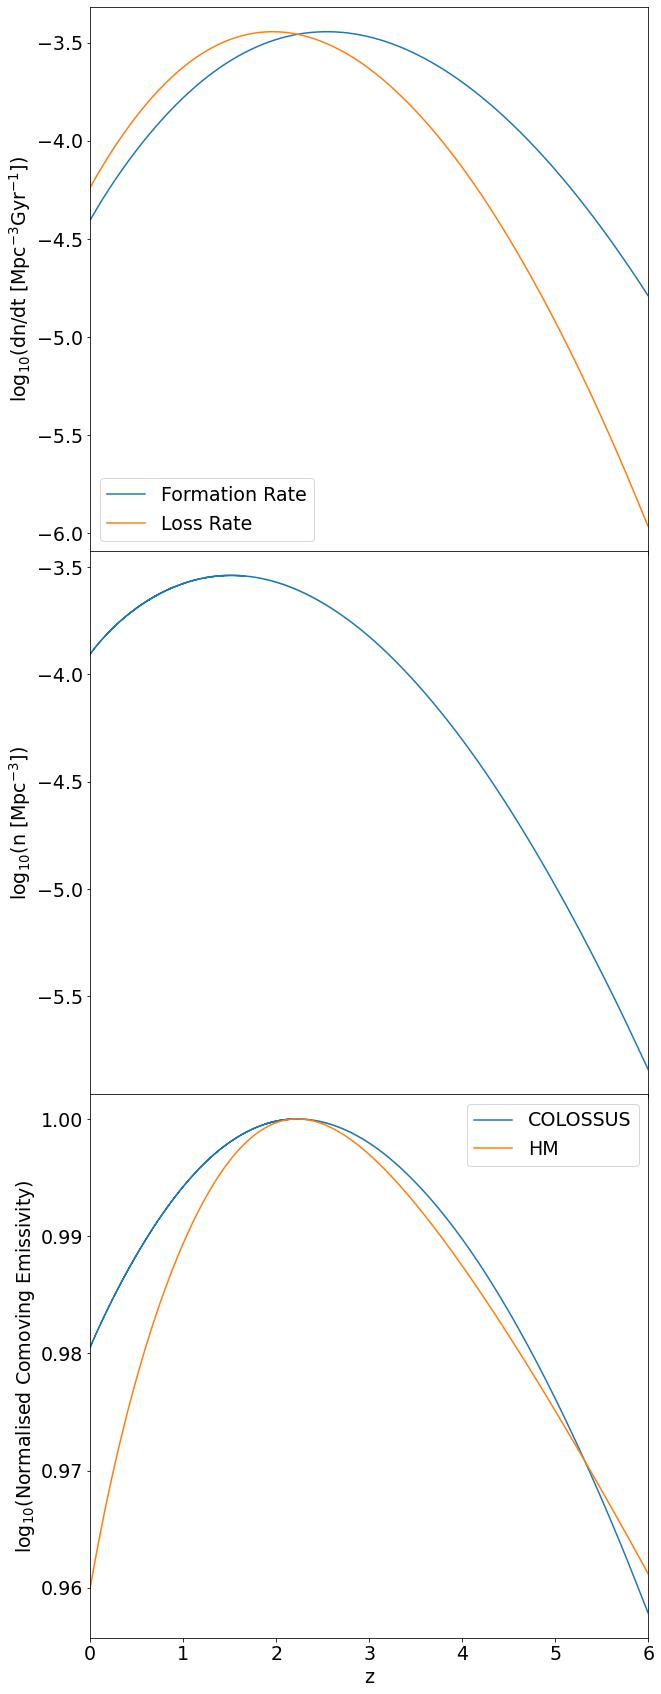 −3.5
−4.0
−4.5
−5.0
−5.5
−6.0
log₁₀(dn/dt [Mpc⁻³Gyr⁻¹])
Formation Rate
Loss Rate
−3.5
−4.0
−4.5
−5.0
−5.5
log₁₀(n [Mpc⁻³])
1.00
0.99
0.98
0.97
0.96
log₁₀(Normalised Comoving Emissivity)
COLOSSUS
HM
0 1 2 3 4 5 6
z